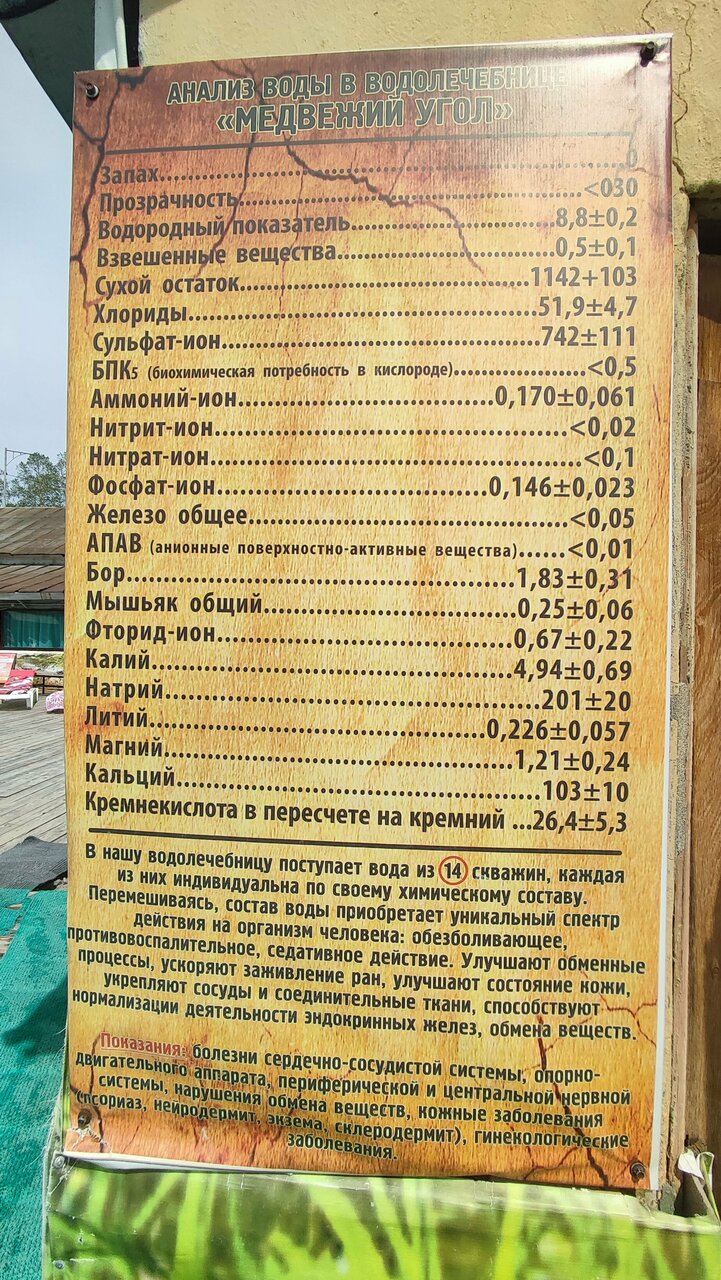 АНАЛИЗ ВОДЫ В ВОДОЛЕЧЕБНИЦЕ
«МЕДВЕЖИЙ УГОЛ»
Запах..........0
Прозрачность..........<030
Водородный показатель..........8,8±0,2
Взвешенные вещества..........0,5±0,1
Сухой остаток..........1142+103
Хлориды..........51,9±4,7
Сульфат-ион..........742±111
БПК5 (биохимическая потребность в кислороде)..........<0,5
Аммоний-ион..........0,170±0,061
Нитрит-ион..........<0,02
Нитрат-ион..........<0,1
Фосфат-ион..........0,146±0,023
Железо общее..........<0,05
АПАВ (анионные поверхностно-активные вещества)......<0,01
Бор..........1,83±0,31
Мышьяк общий..........0,25±0,06
Фторид-ион..........0,67±0,22
Калий..........4,94±0,69
Натрий..........201±20
Литий..........0,226±0,057
Магний..........1,21±0,24
Кальций..........103±10
Кремнекислота в пересчете на кремний ...26,4±5,3
В нашу водолечебницу поступает вода из 14 скважин, каждая
из них индивидуальна по своему химическому составу.
Перемешиваясь, состав воды приобретает уникальный спектр
действия на организм человека: обезболивающее,
противовоспалительное, седативное действие. Улучшают обменные
процессы, ускоряют заживление ран, улучшают состояние кожи,
укрепляют сосуды и соединительные ткани, способствуют
нормализации деятельности эндокринных желез, обмена веществ.
Показания: болезни сердечно-сосудистой системы, опорно-
двигательного аппарата, периферической и центральной нервной
системы, нарушения обмена веществ, кожные заболевания
(псориаз, нейродермит, экзема, склеродермит), гинекологические
заболевания.